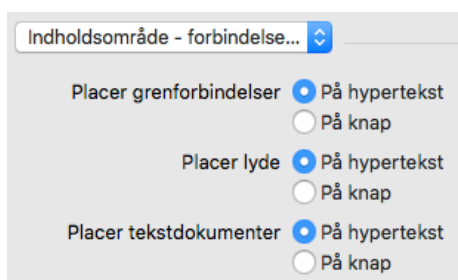 Indholdsområde - forbindelse...
Placer grenforbindelser På hypertekst
På knap
Placer lyde På hypertekst
På knap
Placer tekstdokumenter På hypertekst
På knap